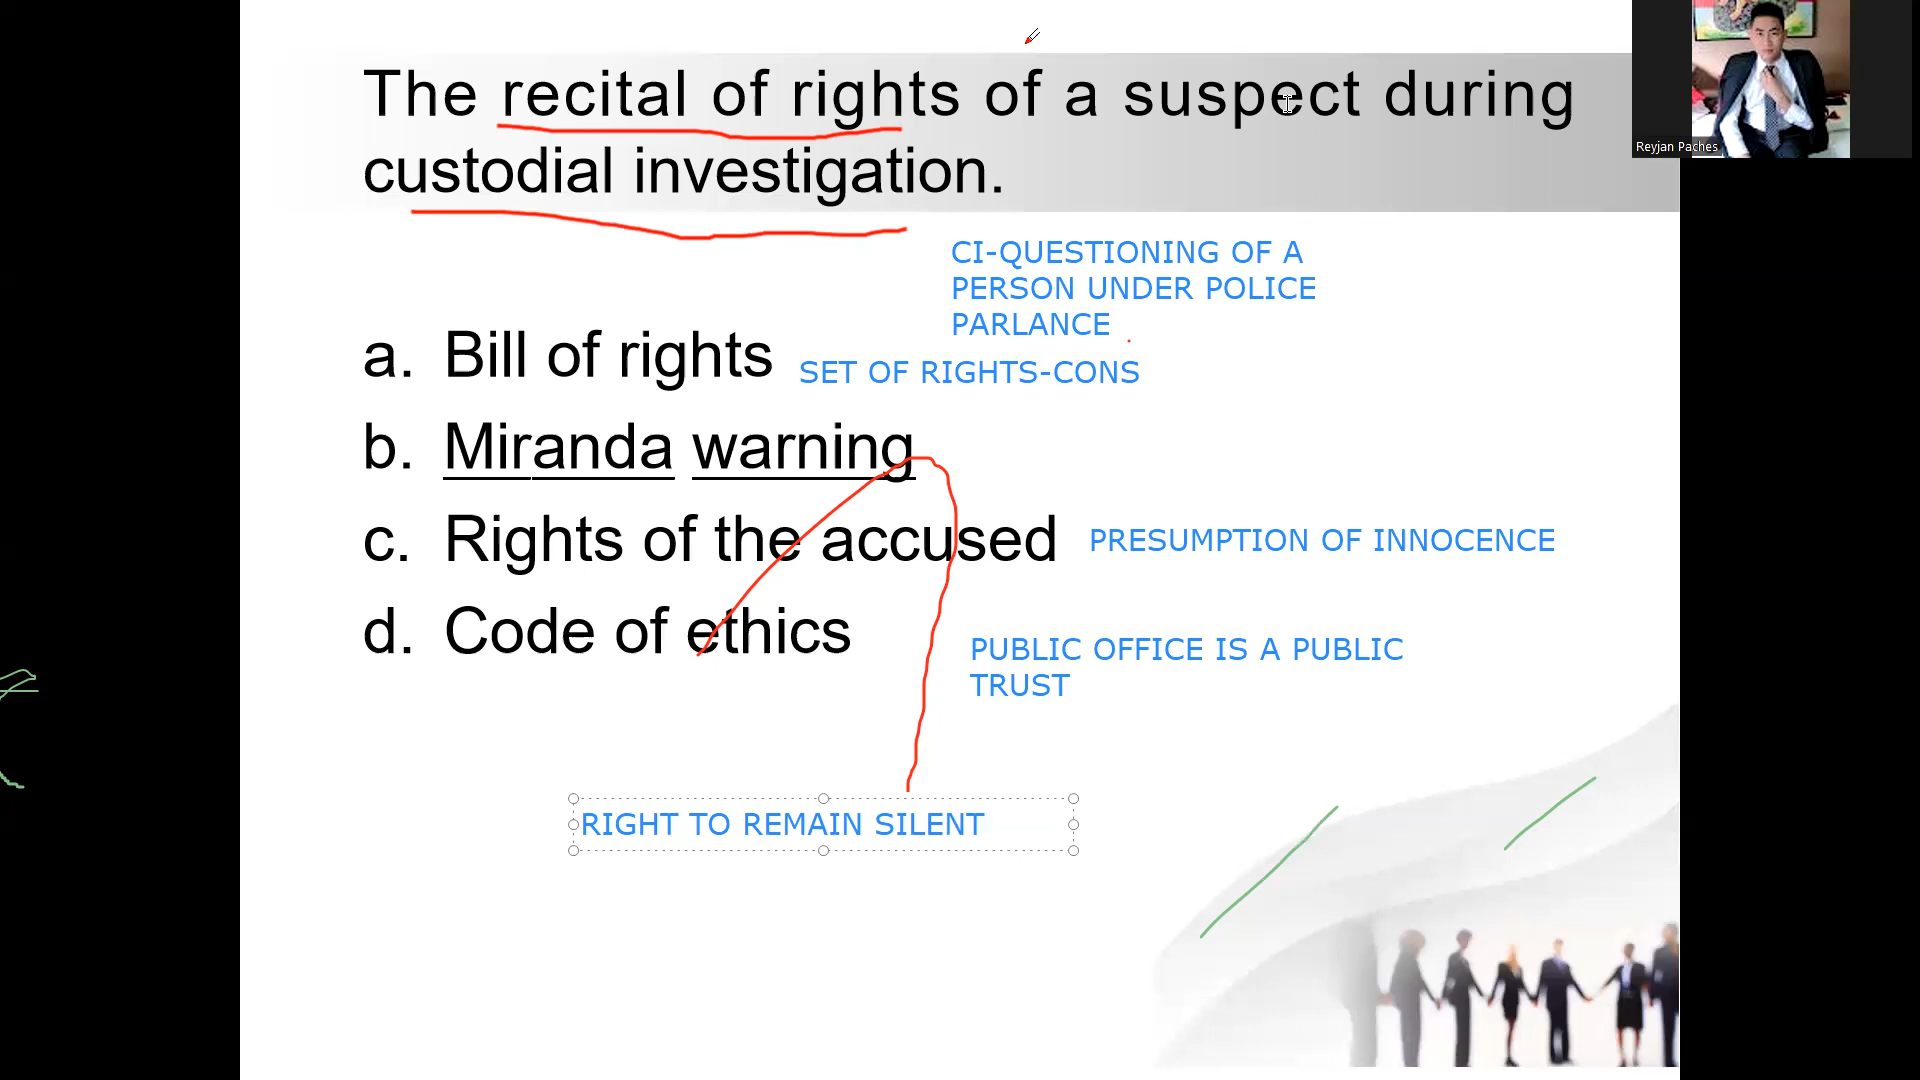 The recital of rights of a suspect during
custodial investigation.
Reyjan Paches
CI-QUESTIONING OF A
PERSON UNDER POLICE
PARLANCE
a. Bill of rights
SET OF RIGHTS-CONS
b. Miranda warning
c. Rights of the accused
PRESUMPTION OF INNOCENCE
d. Code of ethics
PUBLIC OFFICE IS A PUBLIC
TRUST
RIGHT TO REMAIN SILENT